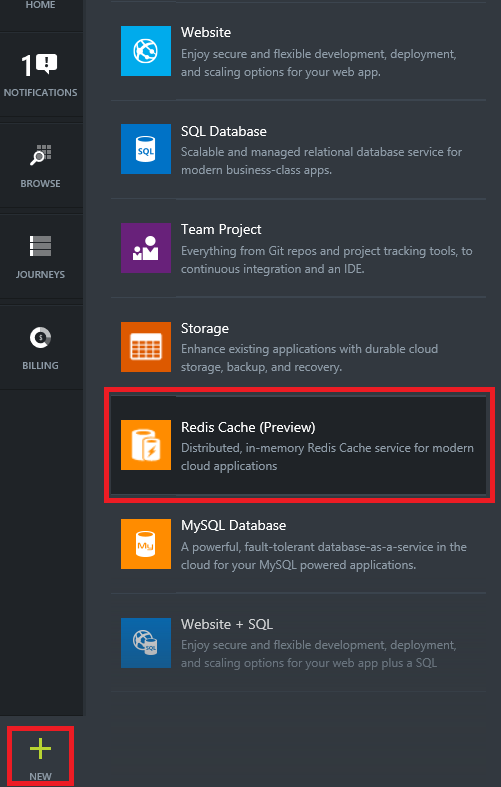 HOME
1!
NOTIFICATIONS
BROWSE
JOURNEYS
$
BILLING
NEW
Website
Enjoy secure and flexible development, deployment,
and scaling options for your web app.
SQL
SQL Database
Scalable and managed relational database service for
modern business-class apps.
Team Project
Everything from Git repos and project tracking tools, to
continuous integration and an IDE.
Storage
Enhance existing applications with durable cloud
storage, backup, and recovery.
Redis Cache (Preview)
Distributed, in-memory Redis Cache service for modern
cloud applications
My
MySQL Database
A powerful, fault-tolerant database-as-a-service in the
cloud for your MySQL powered applications.
SQL
Website + SQL
Enjoy secure and flexible development, deployment,
and scaling options for your web app plus a SQL